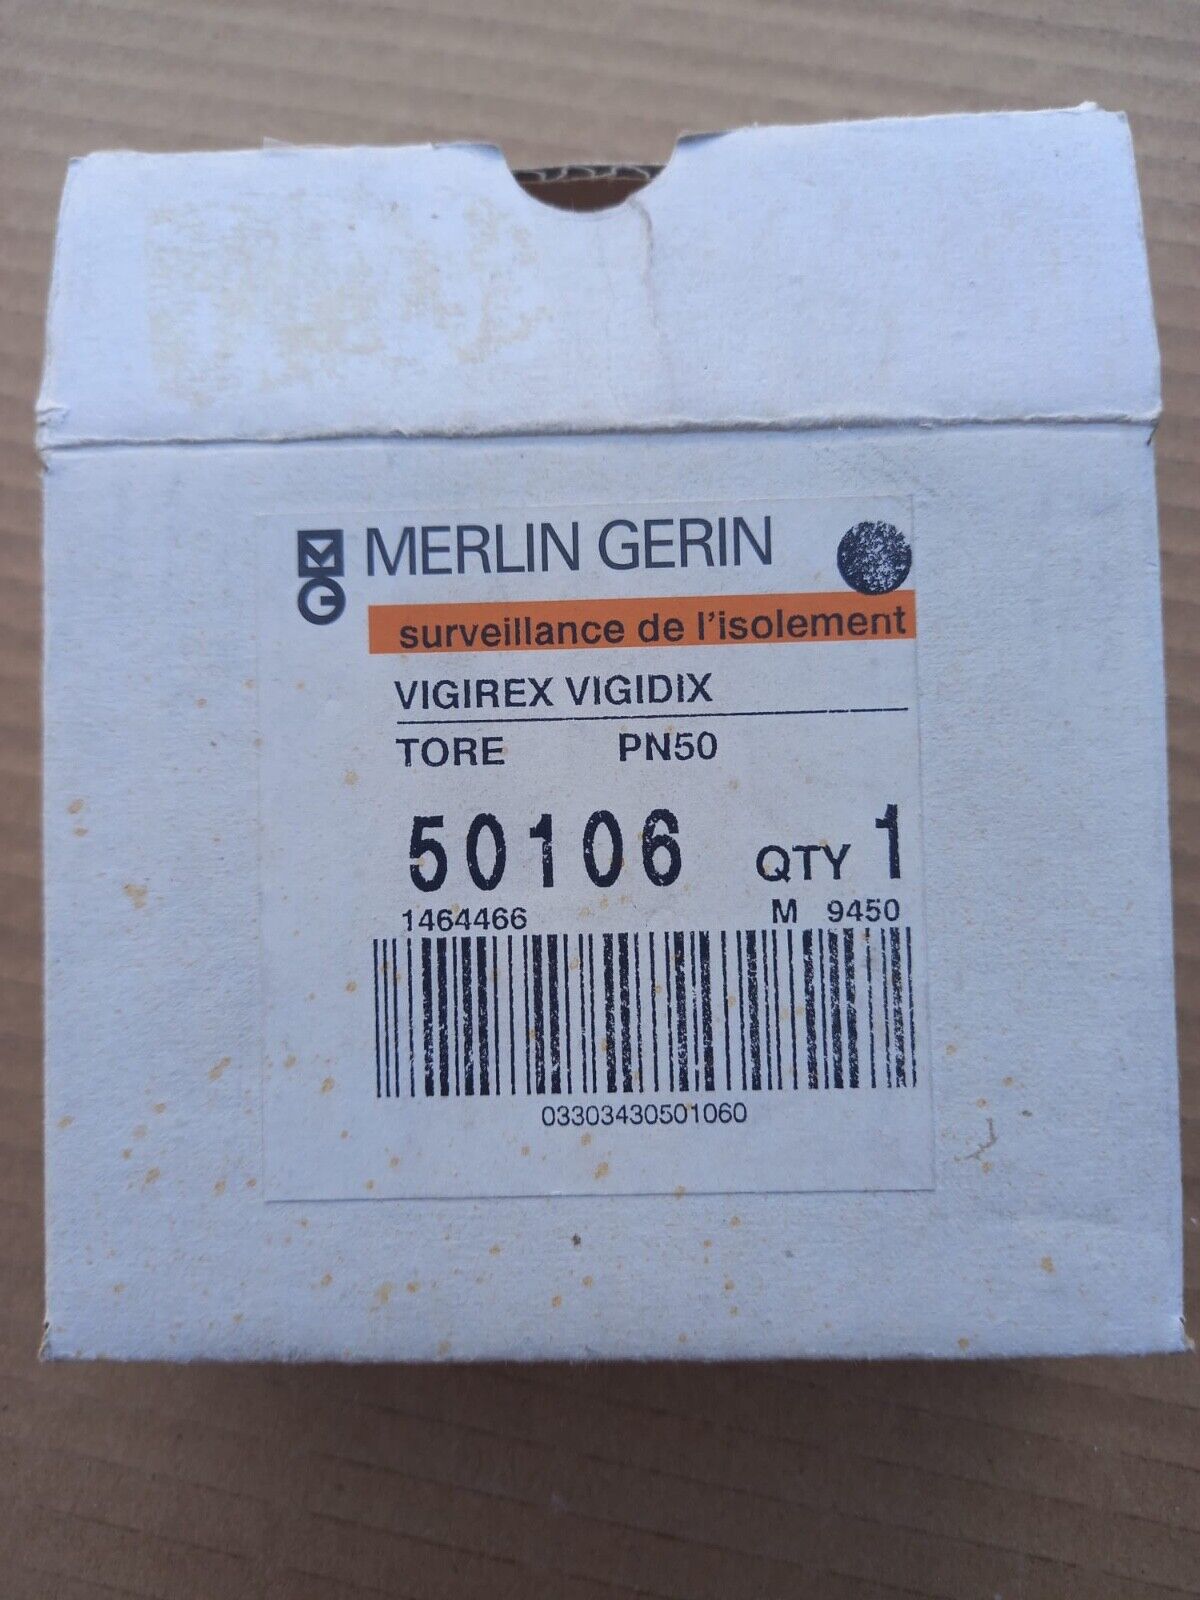 MERLIN GERIN
surveillance de l'isolement
VIGIREX VIGIDIX
TORE PN50
50106 QTY 1
1464466 M 9450
03303430501060